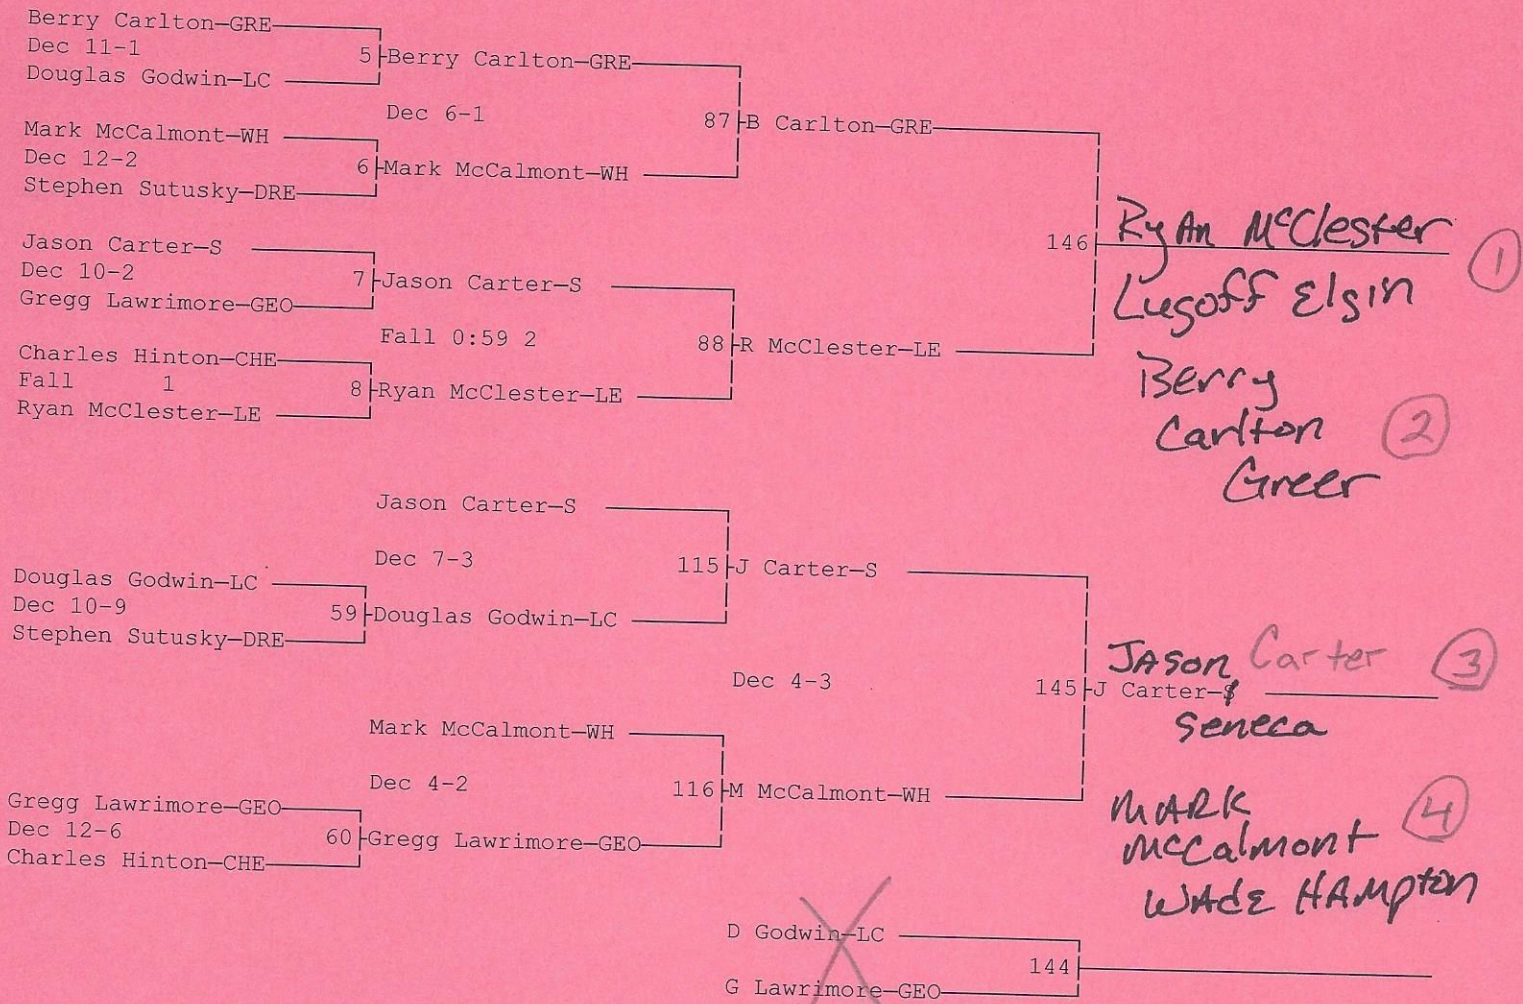 Berry Carlton—GRE
Dec 11-1
5 Berry Carlton—GRE
Douglas Godwin—LC
Dec 6-1
87 B Carlton—GRE
Mark McCalmont—WH
Dec 12-2
6 Mark McCalmont—WH
Stephen Sutusky—DRE
146 Ryan McClester
1
Lugoff Elgin
Jason Carter—S
Dec 10-2
7 Jason Carter—S
Gregg Lawrimore—GEO
Fall 0:59 2
88 R McClester—LE
Charles Hinton—CHE
Fall 1
8 Ryan McClester—LE
Ryan McClester—LE
Berry
Carlton
2
Greer
Jason Carter—S
Dec 7-3
115 J Carter—S
Douglas Godwin—LC
Dec 10-9
59 Douglas Godwin—LC
Stephen Sutusky—DRE
Dec 4-3
Jason Carter
3
145 J Carter—S
Seneca
Mark McCalmont—WH
Dec 4-2
116 M McCalmont—WH
Gregg Lawrimore—GEO
Dec 12-6
60 Gregg Lawrimore—GEO
Charles Hinton—CHE
MARK
4
McCalmont
WADE HAMPton
D Godwin—LC
144
G Lawrimore—GEO